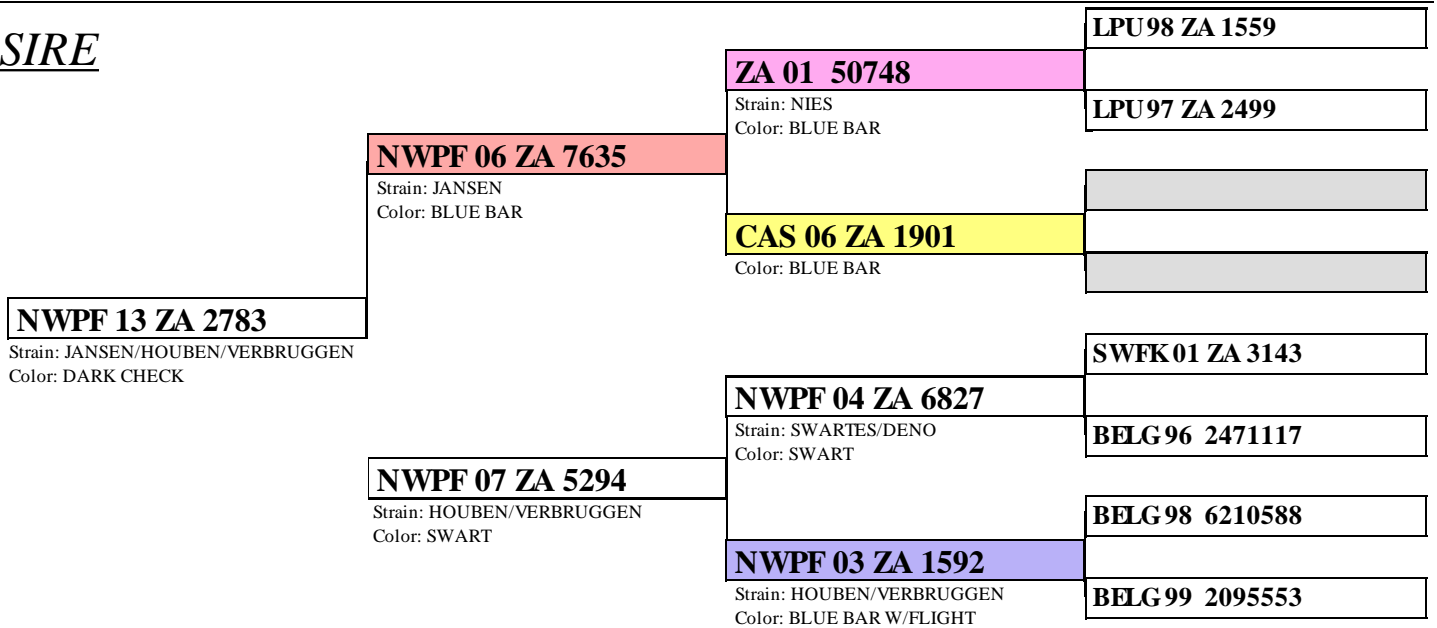 SIRE
LPU 98 ZA 1559
ZA 01 50748
Strain: NIES
Color: BLUE BAR
LPU 97 ZA 2499
NWPF 06 ZA 7635
Strain: JANSEN
Color: BLUE BAR
CAS 06 ZA 1901
Color: BLUE BAR
NWPF 13 ZA 2783
Strain: JANSEN/HOUBEN/VERBRUGGEN
Color: DARK CHECK
SWFK 01 ZA 3143
NWPF 04 ZA 6827
Strain: SWARTES/DENO
Color: SWART
BELG 96 2471117
NWPF 07 ZA 5294
Strain: HOUBEN/VERBRUGGEN
Color: SWART
BELG 98 6210588
NWPF 03 ZA 1592
Strain: HOUBEN/VERBRUGGEN
Color: BLUE BAR W/FLIGHT
BELG 99 2095553